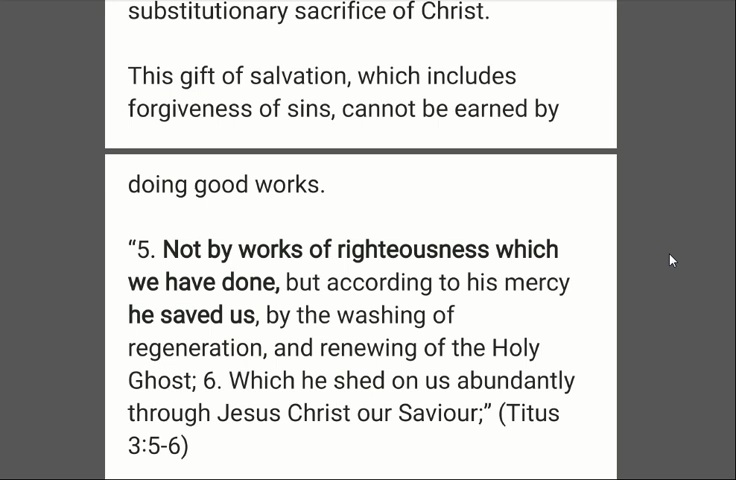 substitutionary sacrifice of Christ.
This gift of salvation, which includes
forgiveness of sins, cannot be earned by
doing good works.
“5. Not by works of righteousness which
we have done, but according to his mercy
he saved us, by the washing of
regeneration, and renewing of the Holy
Ghost; 6. Which he shed on us abundantly
through Jesus Christ our Saviour;” (Titus
3:5-6)